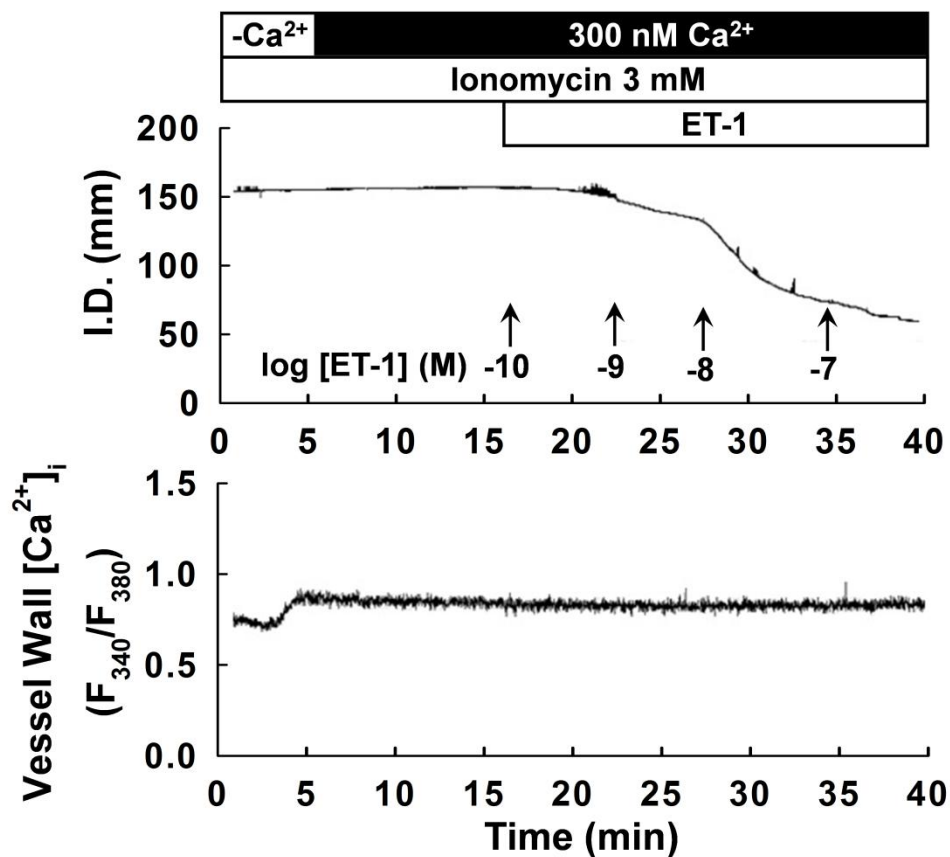 -Ca²⁺ 300 nM Ca²⁺
Ionomycin 3 mM
ET-1
I.D. (mm)
200
150
100
50
0
log [ET-1] (M) -10 -9 -8 -7
0 5 10 15 20 25 30 35 40
Vessel Wall [Ca²⁺]ᵢ
(F₃₄₀/F₃₈₀)
1.5
1.0
0.5
0.0
0 5 10 15 20 25 30 35 40
Time (min)